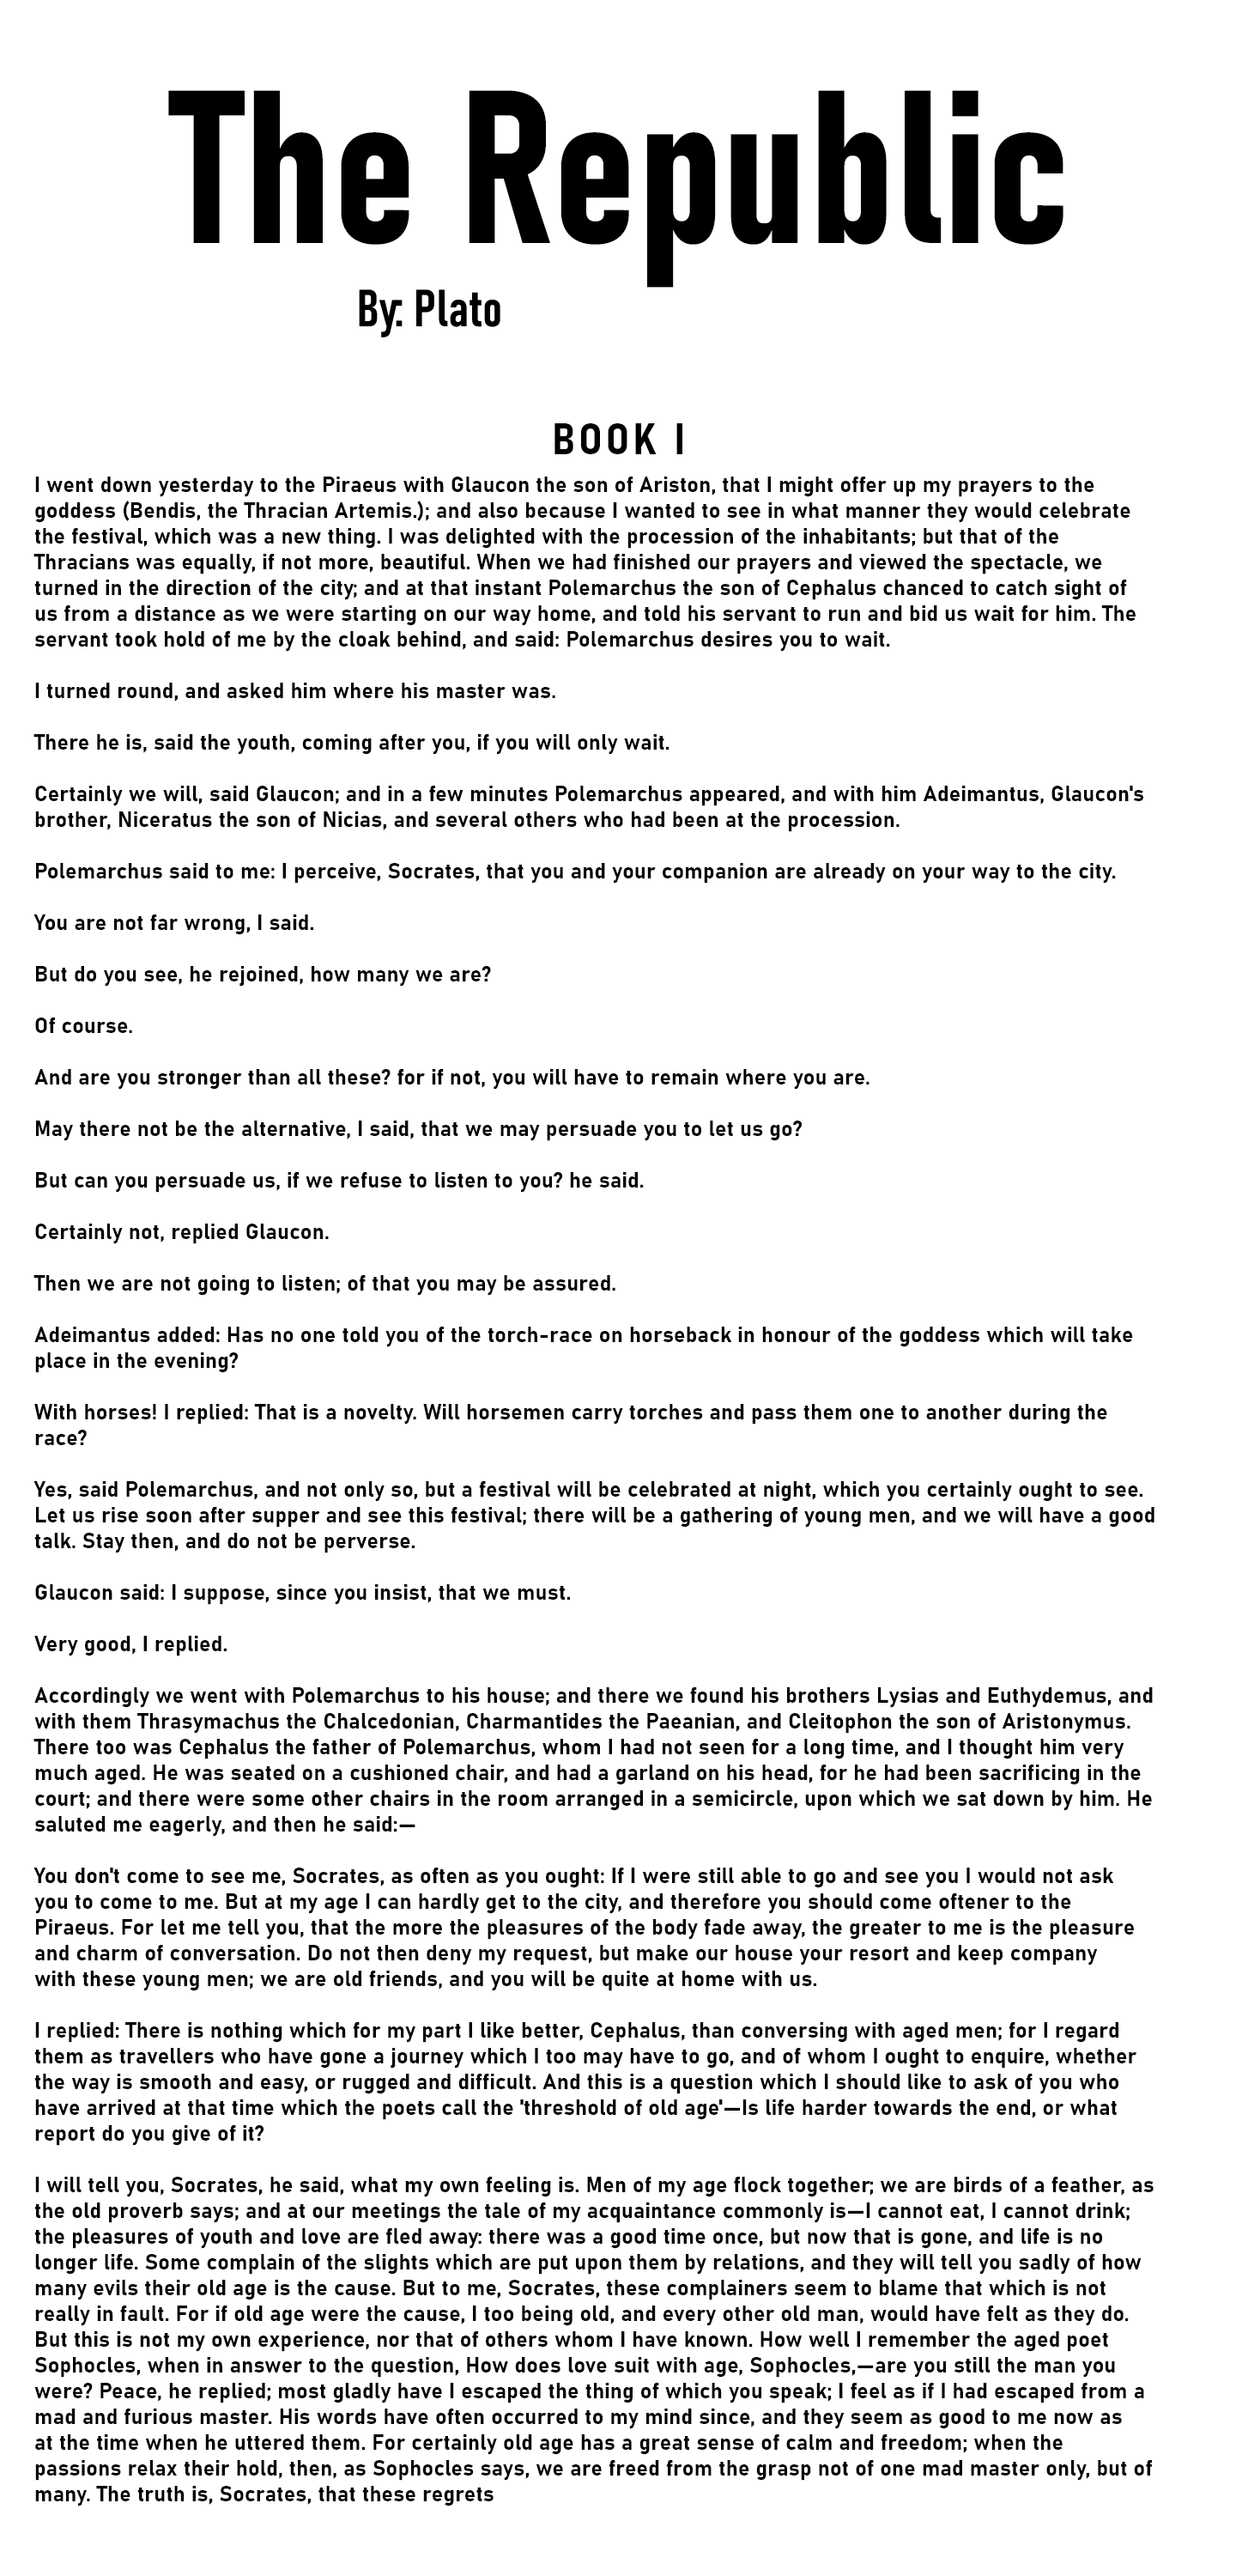 The Republic
By: Plato
BOOK I
I went down yesterday to the Piraeus with Glaucon the son of Ariston, that I might offer up my prayers to the
goddess (Bendis, the Thracian Artemis.); and also because I wanted to see in what manner they would celebrate
the festival, which was a new thing. I was delighted with the procession of the inhabitants; but that of the
Thracians was equally, if not more, beautiful. When we had finished our prayers and viewed the spectacle, we
turned in the direction of the city; and at that instant Polemarchus the son of Cephalus chanced to catch sight of
us from a distance as we were starting on our way home, and told his servant to run and bid us wait for him. The
servant took hold of me by the cloak behind, and said: Polemarchus desires you to wait.
I turned round, and asked him where his master was.
There he is, said the youth, coming after you, if you will only wait.
Certainly we will, said Glaucon; and in a few minutes Polemarchus appeared, and with him Adeimantus, Glaucon's
brother, Niceratus the son of Nicias, and several others who had been at the procession.
Polemarchus said to me: I perceive, Socrates, that you and your companion are already on your way to the city.
You are not far wrong, I said.
But do you see, he rejoined, how many we are?
Of course.
And are you stronger than all these? for if not, you will have to remain where you are.
May there not be the alternative, I said, that we may persuade you to let us go?
But can you persuade us, if we refuse to listen to you? he said.
Certainly not, replied Glaucon.
Then we are not going to listen; of that you may be assured.
Adeimantus added: Has no one told you of the torch-race on horseback in honour of the goddess which will take
place in the evening?
With horses! I replied: That is a novelty. Will horsemen carry torches and pass them one to another during the
race?
Yes, said Polemarchus, and not only so, but a festival will be celebrated at night, which you certainly ought to see.
Let us rise soon after supper and see this festival; there will be a gathering of young men, and we will have a good
talk. Stay then, and do not be perverse.
Glaucon said: I suppose, since you insist, that we must.
Very good, I replied.
Accordingly we went with Polemarchus to his house; and there we found his brothers Lysias and Euthydemus, and
with them Thrasymachus the Chalcedonian, Charmantides the Paeanian, and Cleitophon the son of Aristonymus.
There too was Cephalus the father of Polemarchus, whom I had not seen for a long time, and I thought him very
much aged. He was seated on a cushioned chair, and had a garland on his head, for he had been sacrificing in the
court; and there were some other chairs in the room arranged in a semicircle, upon which we sat down by him. He
saluted me eagerly, and then he said:—
You don't come to see me, Socrates, as often as you ought: If I were still able to go and see you I would not ask
you to come to me. But at my age I can hardly get to the city, and therefore you should come oftener to the
Piraeus. For let me tell you, that the more the pleasures of the body fade away, the greater to me is the pleasure
and charm of conversation. Do not then deny my request, but make our house your resort and keep company
with these young men; we are old friends, and you will be quite at home with us.
I replied: There is nothing which for my part I like better, Cephalus, than conversing with aged men; for I regard
them as travellers who have gone a journey which I too may have to go, and of whom I ought to enquire, whether
the way is smooth and easy, or rugged and difficult. And this is a question which I should like to ask of you who
have arrived at that time which the poets call the 'threshold of old age'—Is life harder towards the end, or what
report do you give of it?
I will tell you, Socrates, he said, what my own feeling is. Men of my age flock together; we are birds of a feather, as
the old proverb says; and at our meetings the tale of my acquaintance commonly is—I cannot eat, I cannot drink;
the pleasures of youth and love are fled away: there was a good time once, but now that is gone, and life is no
longer life. Some complain of the slights which are put upon them by relations, and they will tell you sadly of how
many evils their old age is the cause. But to me, Socrates, these complainers seem to blame that which is not
really in fault. For if old age were the cause, I too being old, and every other old man, would have felt as they do.
But this is not my own experience, nor that of others whom I have known. How well I remember the aged poet
Sophocles, when in answer to the question, How does love suit with age, Sophocles,—are you still the man you
were? Peace, he replied; most gladly have I escaped the thing of which you speak; I feel as if I had escaped from a
mad and furious master. His words have often occurred to my mind since, and they seem as good to me now as
at the time when he uttered them. For certainly old age has a great sense of calm and freedom; when the
passions relax their hold, then, as Sophocles says, we are freed from the grasp not of one mad master only, but of
many. The truth is, Socrates, that these regrets